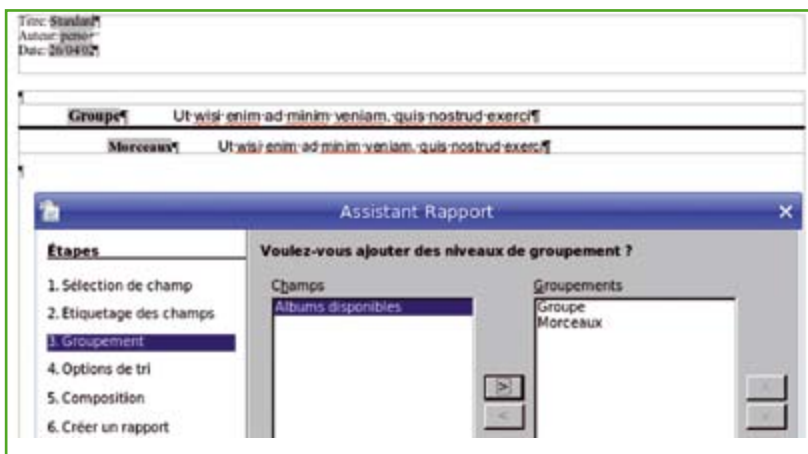 Titre: Standard¶
Auteur:
Date: 26/04/02¶
¶
Groupe¶ Ut·wisi·enim·ad·minim·veniam,·quis·nostrud·exerci¶
Morceaux¶ Ut·wisi·enim·ad·minim·veniam,·quis·nostrud·exerci¶
¶
Assistant Rapport
Étapes
Voulez-vous ajouter des niveaux de groupement ?
1. Sélection de champ
2. Etiquetage des champs
3. Groupement
4. Options de tri
5. Composition
6. Créer un rapport
Champs
Albums disponibles
Groupements
Groupe
Morceaux